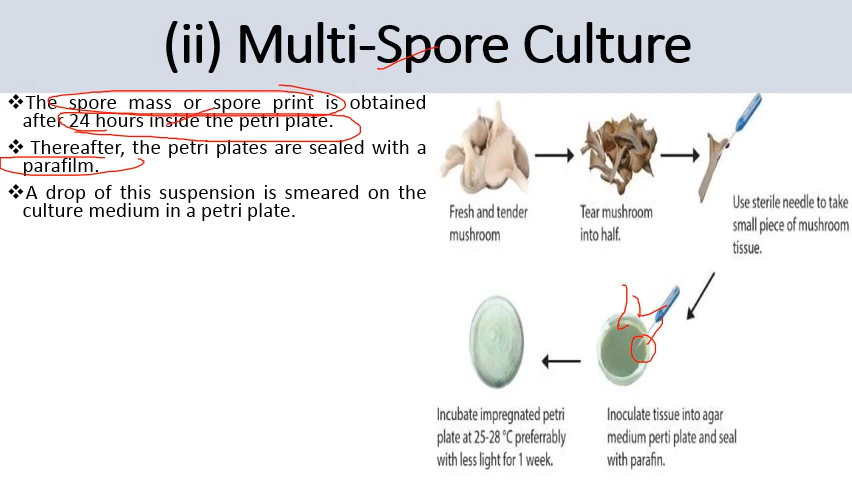 (ii) Multi-Spore Culture
❖The spore mass or spore print is obtained
after 24 hours inside the petri plate.
❖ Thereafter, the petri plates are sealed with a
parafilm.
❖A drop of this suspension is smeared on the
culture medium in a petri plate.
Fresh and tender
mushroom
Tear mushroom
into half.
Use sterile needle to take
small piece of mushroom
tissue.
Incubate impregnated petri
plate at 25-28 °C preferrably
with less light for 1 week.
Inoculate tissue into agar
medium perti plate and seal
with parafin.